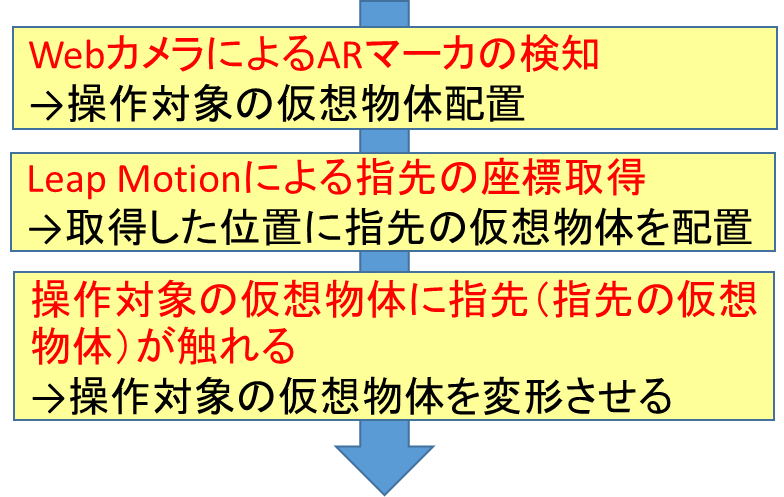 WebカメラによるARマーカの検知
→操作対象の仮想物体配置
Leap Motionによる指先の座標取得
→取得した位置に指先の仮想物体を配置
操作対象の仮想物体に指先（指先の仮想
物体）が触れる
→操作対象の仮想物体を変形させる